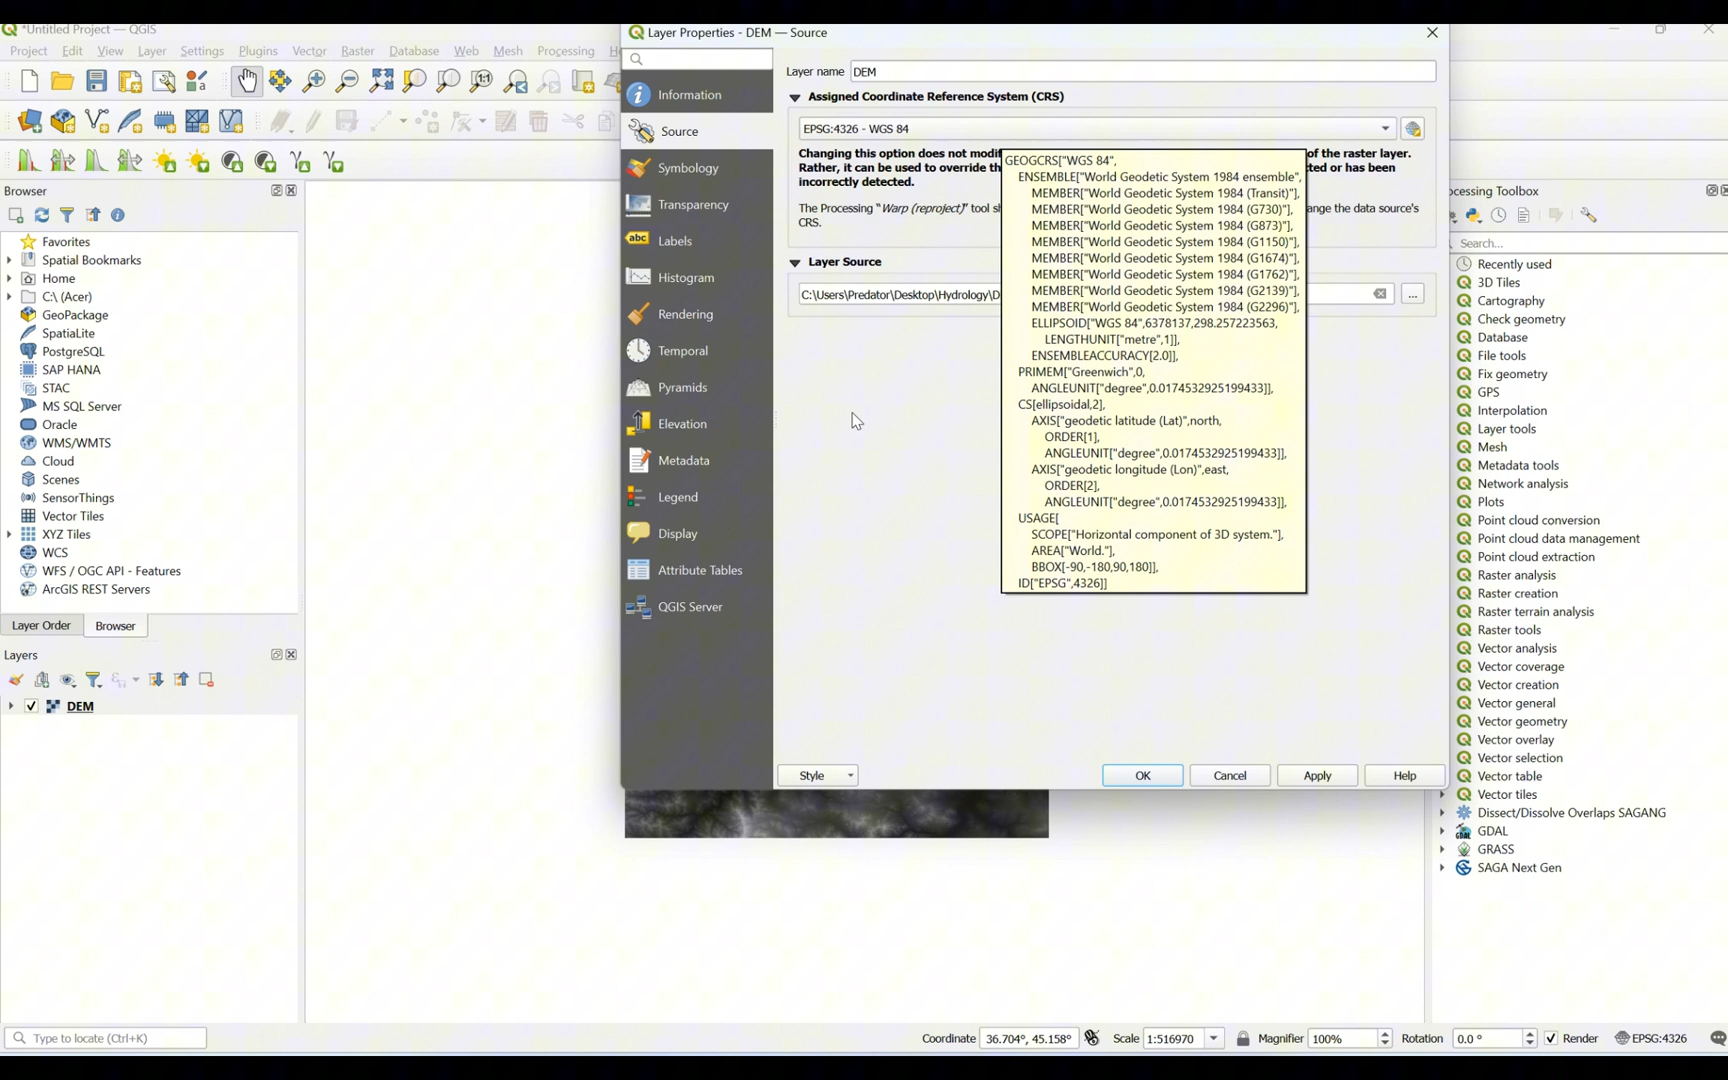 *Untitled Project — QGIS
Project Edit View Layer Settings Plugins Vector Raster Database Web Mesh Processing
Layer Properties - DEM — Source
Information
Source
Symbology
Transparency
abc Labels
Histogram
Rendering
Temporal
Pyramids
Elevation
Metadata
Legend
Display
Attribute Tables
QGIS Server
Layer name DEM
Assigned Coordinate Reference System (CRS)
EPSG:4326 - WGS 84
Changing this option does not modif of the raster layer.
Rather, it can be used to override th ted or has been
incorrectly detected.
The Processing “Warp (reproject)” tool sh ange the data source's
CRS.
Layer Source
C:\Users\Predator\Desktop\Hydrology\D
...
GEOGCRS["WGS 84",
ENSEMBLE["World Geodetic System 1984 ensemble",
MEMBER["World Geodetic System 1984 (Transit)"],
MEMBER["World Geodetic System 1984 (G730)"],
MEMBER["World Geodetic System 1984 (G873)"],
MEMBER["World Geodetic System 1984 (G1150)"],
MEMBER["World Geodetic System 1984 (G1674)"],
MEMBER["World Geodetic System 1984 (G1762)"],
MEMBER["World Geodetic System 1984 (G2139)"],
MEMBER["World Geodetic System 1984 (G2296)"],
ELLIPSOID["WGS 84",6378137,298.257223563,
LENGTHUNIT["metre",1]],
ENSEMBLEACCURACY[2.0]],
PRIMEM["Greenwich",0,
ANGLEUNIT["degree",0.0174532925199433]],
CS[ellipsoidal,2],
AXIS["geodetic latitude (Lat)",north,
ORDER[1],
ANGLEUNIT["degree",0.0174532925199433]],
AXIS["geodetic longitude (Lon)",east,
ORDER[2],
ANGLEUNIT["degree",0.0174532925199433]],
USAGE[
SCOPE["Horizontal component of 3D system."],
AREA["World."],
BBOX[-90,-180,90,180]],
ID["EPSG",4326]]
Style OK Cancel Apply Help
Browser
Favorites
Spatial Bookmarks
Home
C:\ (Acer)
GeoPackage
SpatiaLite
PostgreSQL
SAP HANA
STAC
MS SQL Server
Oracle
WMS/WMTS
Cloud
Scenes
SensorThings
Vector Tiles
XYZ Tiles
WCS
WFS / OGC API - Features
ArcGIS REST Servers
Layer Order Browser
Layers
DEM
ocessing Toolbox
Search...
Recently used
3D Tiles
Cartography
Check geometry
Database
File tools
Fix geometry
GPS
Interpolation
Layer tools
Mesh
Metadata tools
Network analysis
Plots
Point cloud conversion
Point cloud data management
Point cloud extraction
Raster analysis
Raster creation
Raster terrain analysis
Raster tools
Vector analysis
Vector coverage
Vector creation
Vector general
Vector geometry
Vector overlay
Vector selection
Vector table
Vector tiles
Dissect/Dissolve Overlaps SAGANG
GDAL
GRASS
SAGA Next Gen
Type to locate (Ctrl+K) Coordinate 36.704°, 45.158° Scale 1:516970 Magnifier 100% Rotation 0.0 ° Render EPSG:4326